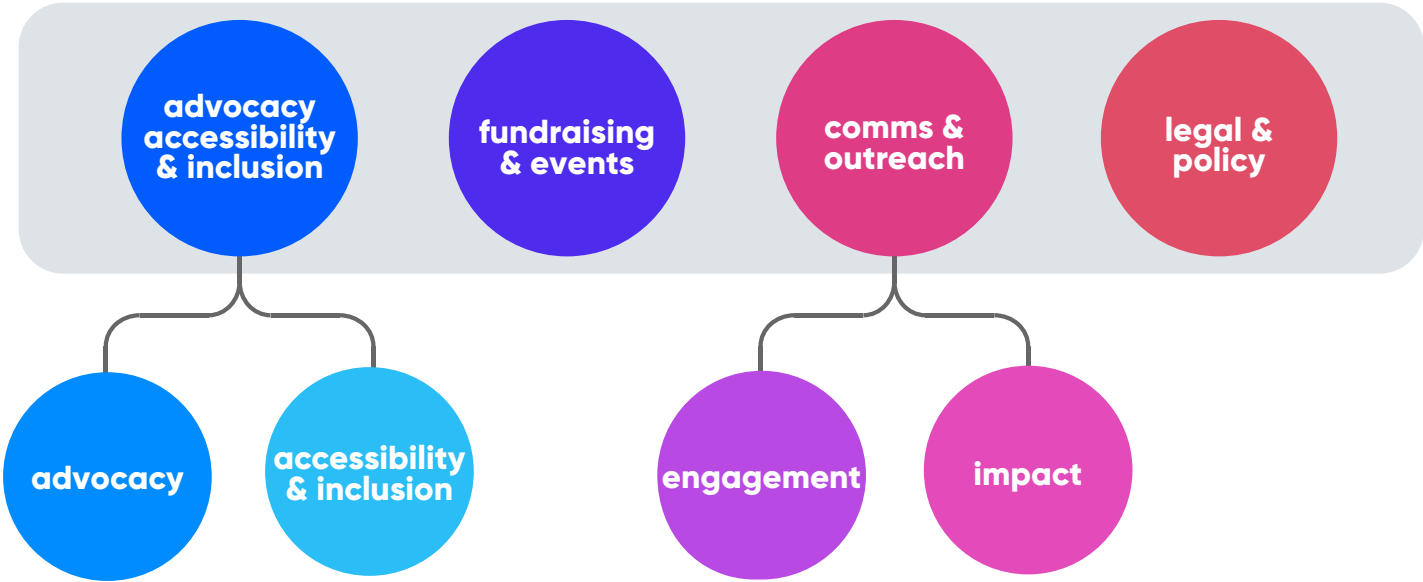 advocacy
accessibility
& inclusion
fundraising
& events
comms &
outreach
legal &
policy
advocacy
accessibility
& inclusion
engagement
impact